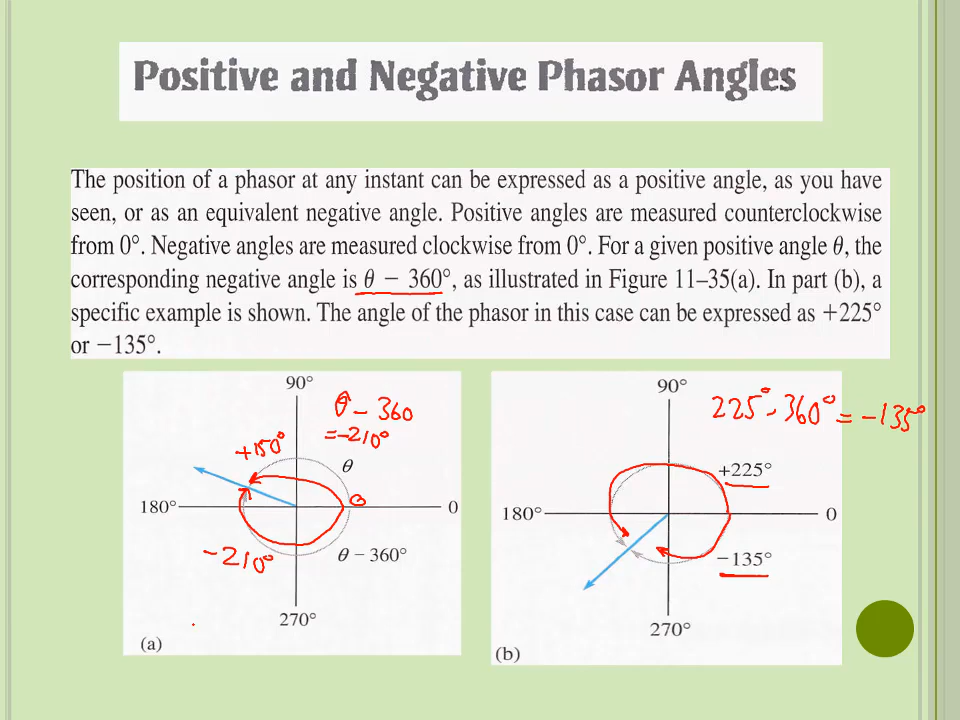 Positive and Negative Phasor Angles
The position of a phasor at any instant can be expressed as a positive angle, as you have
seen, or as an equivalent negative angle. Positive angles are measured counterclockwise
from 0°. Negative angles are measured clockwise from 0°. For a given positive angle θ, the
corresponding negative angle is θ − 360°, as illustrated in Figure 11–35(a). In part (b), a
specific example is shown. The angle of the phasor in this case can be expressed as +225°
or −135°.
90°
θ - 360
= -210°
+150°
θ
180°
0
-210°
θ − 360°
270°
(a)
90°
225° - 360° = -135°
+225°
180°
0
−135°
270°
(b)